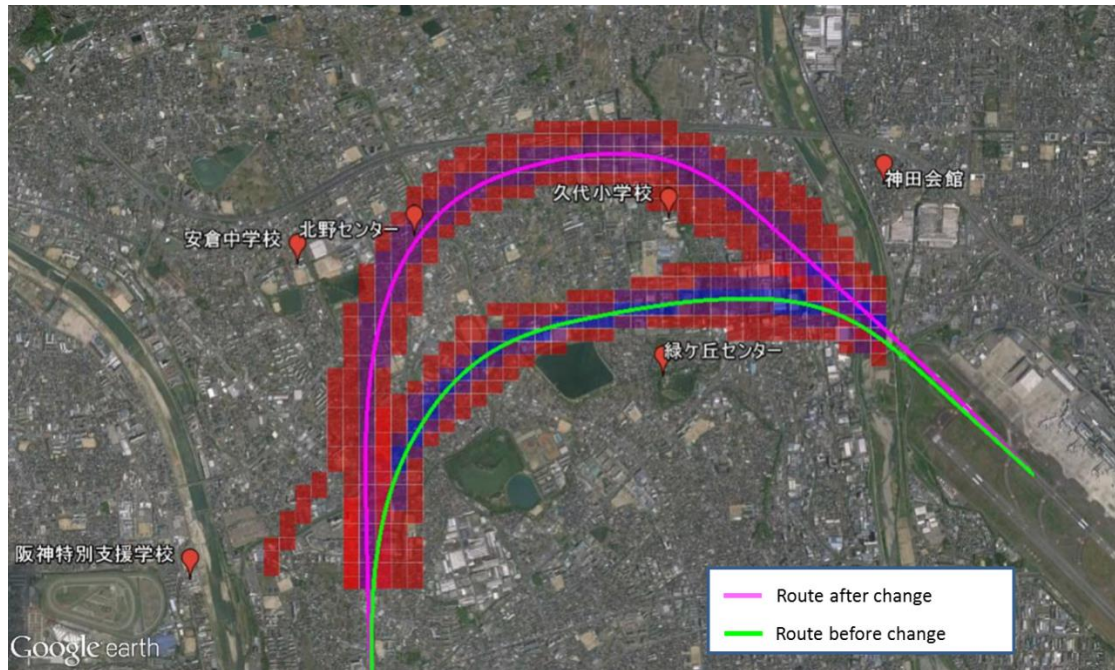 神田会館
久代小学校
北野センター
安倉中学校
緑ケ丘センター
阪神特別支援学校
Route after change
Route before change
Google earth